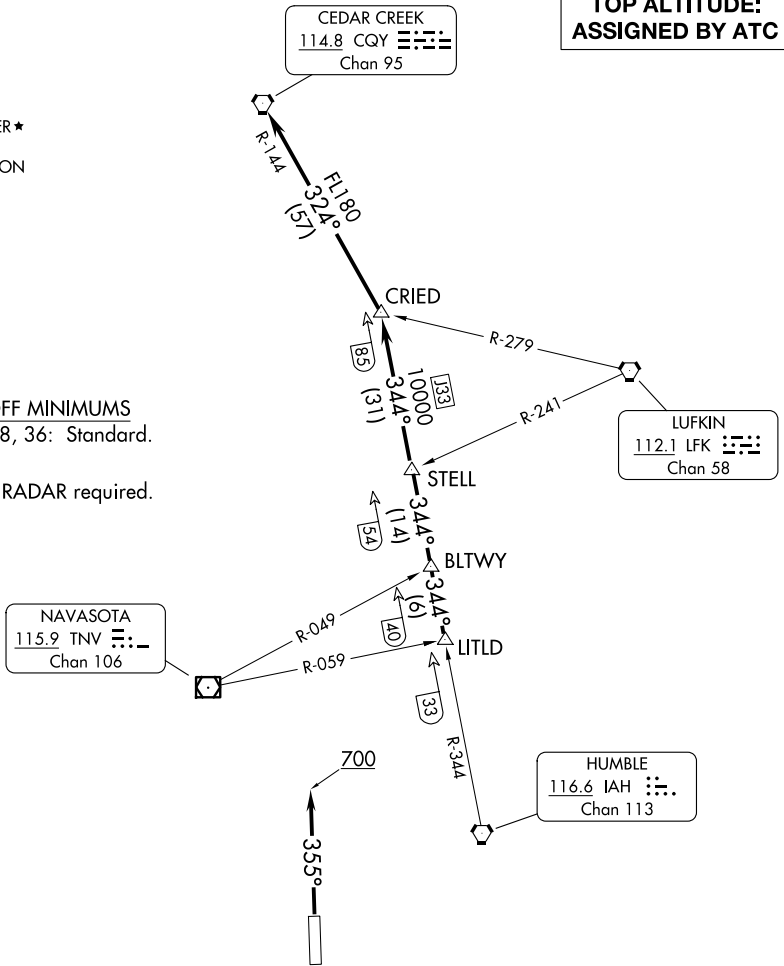 TOP ALTITUDE:
ASSIGNED BY ATC
CEDAR CREEK
114.8 CQY
Chan 95
ER★
ON
R-144
FL180
324°
(57)
CRIED
R-279
85
J33
10000
344°
(31)
R-241
LUFKIN
112.1 LFK
Chan 58
FF MINIMUMS
8, 36: Standard.
RADAR required.
STELL
344°
(14)
54
BLTWY
344°
(6)
40
NAVASOTA
115.9 TNV
Chan 106
R-049
R-059
LITLD
33
R-344
700
355°
HUMBLE
116.6 IAH
Chan 113